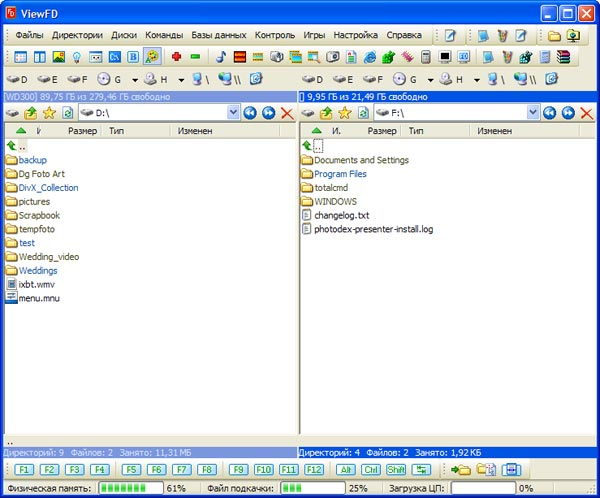 FD ViewFD
Файлы Директории Диски Команды Базы данных Контроль Игры Настройка Справка
B
D E F G H \ \\ D E F G H \ \\
[WD300] 89,75 ГБ из 279,46 ГБ свободно [] 9,95 ГБ из 21,49 ГБ свободно
D:\ F:\
Размер Тип Изменен И. Размер Тип Изменен
.. ..
backup Documents and Settings
Dg Foto Art Program Files
DivX_Collection totalcmd
pictures WINDOWS
Scrapbook changelog.txt
tempfoto photodex-presenter-install.log
test
Wedding_video
Weddings
ixbt.wmv
menu.mnu
..
Директорий: 9 Файлов: 2 Занято: 11,31 МБ Директорий: 4 Файлов: 2 Занято: 1,92 КБ
F1 F2 F3 F4 F5 F6 F7 F8 F9 F10 F11 F12 Alt Ctrl Shift
Физическая память: 61% Файл подкачки: 25% Загрузка ЦП: 0%